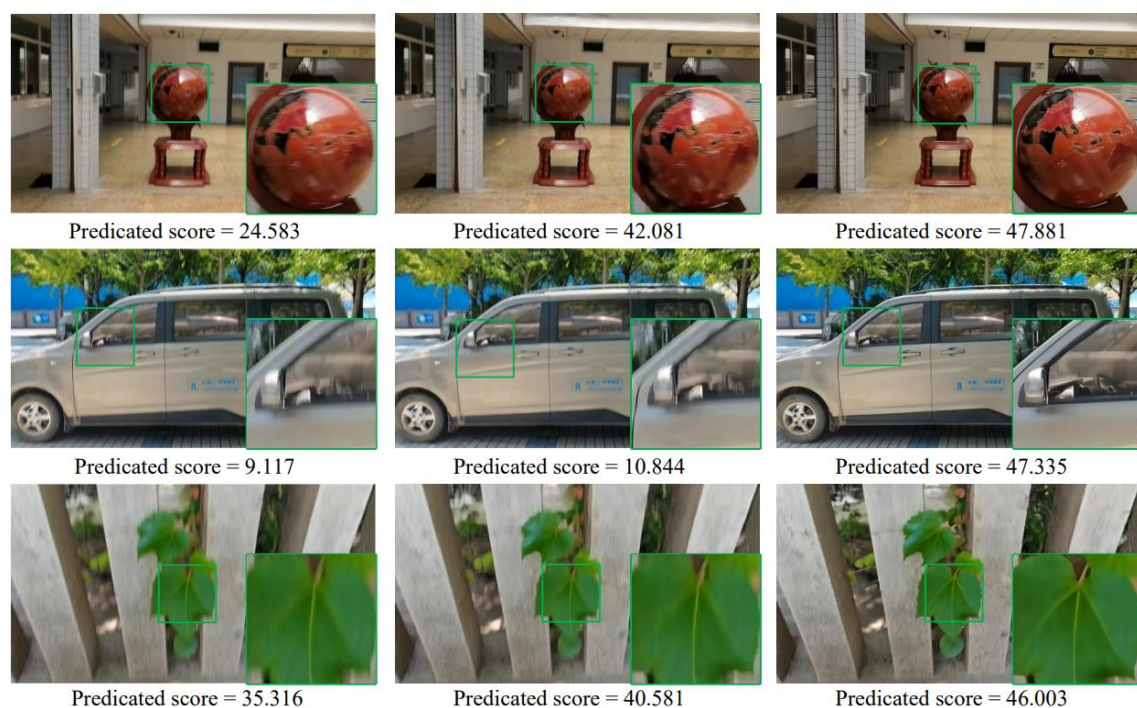 Predicated score = 24.583
Predicated score = 42.081
Predicated score = 47.881
Predicated score = 9.117
Predicated score = 10.844
Predicated score = 47.335
Predicated score = 35.316
Predicated score = 40.581
Predicated score = 46.003